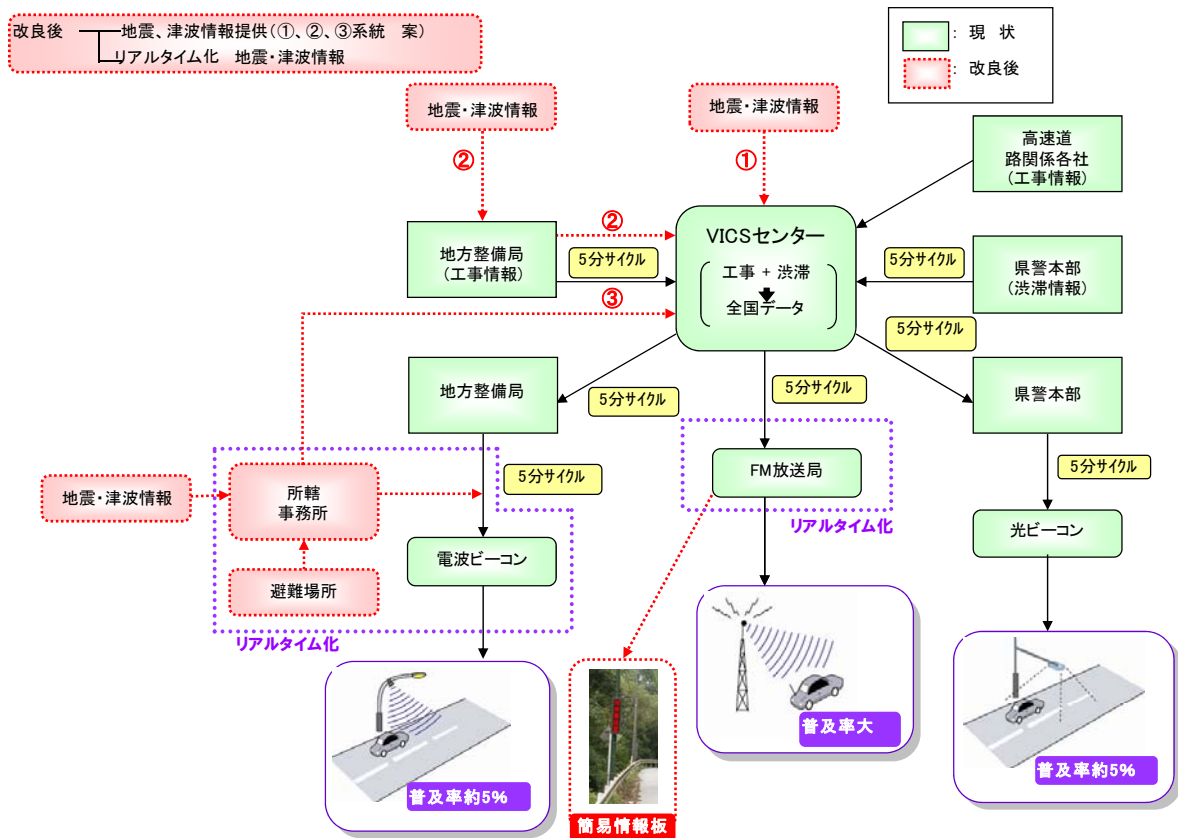 改良後 地震、津波情報提供(①、②、③系統 案)
リアルタイム化 地震・津波情報
： 現 状
： 改良後
地震・津波情報
地震・津波情報
②
①
高速道
路関係各社
(工事情報)
地方整備局
(工事情報)
②
5分サイクル
③
VICSセンター
工事 + 渋滞
全国データ
5分サイクル
県警本部
(渋滞情報)
5分サイクル
地方整備局
5分サイクル
5分サイクル
県警本部
地震・津波情報
所轄
事務所
5分サイクル
FM放送局
リアルタイム化
5分サイクル
電波ビーコン
光ビーコン
避難場所
リアルタイム化
普及率約5%
簡易情報板
普及率大
普及率約5%